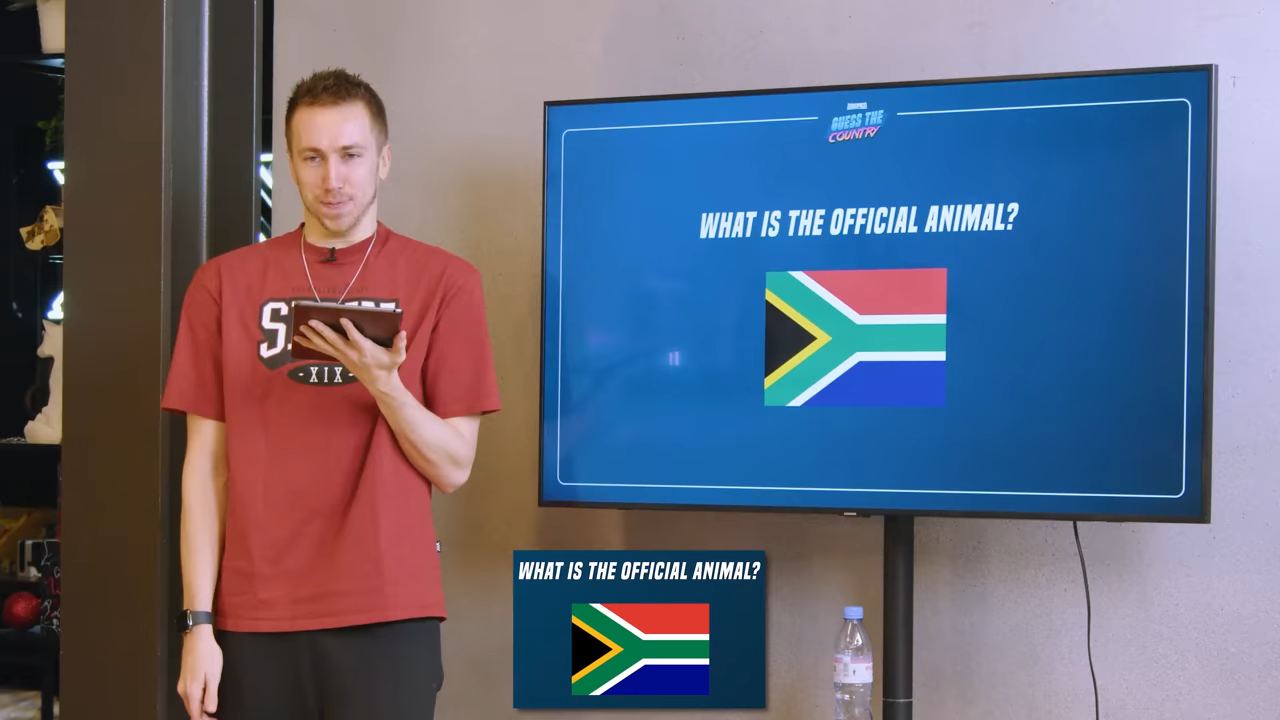 GUESS THE
COUNTRY
WHAT IS THE OFFICIAL ANIMAL?
-XIX-
WHAT IS THE OFFICIAL ANIMAL?